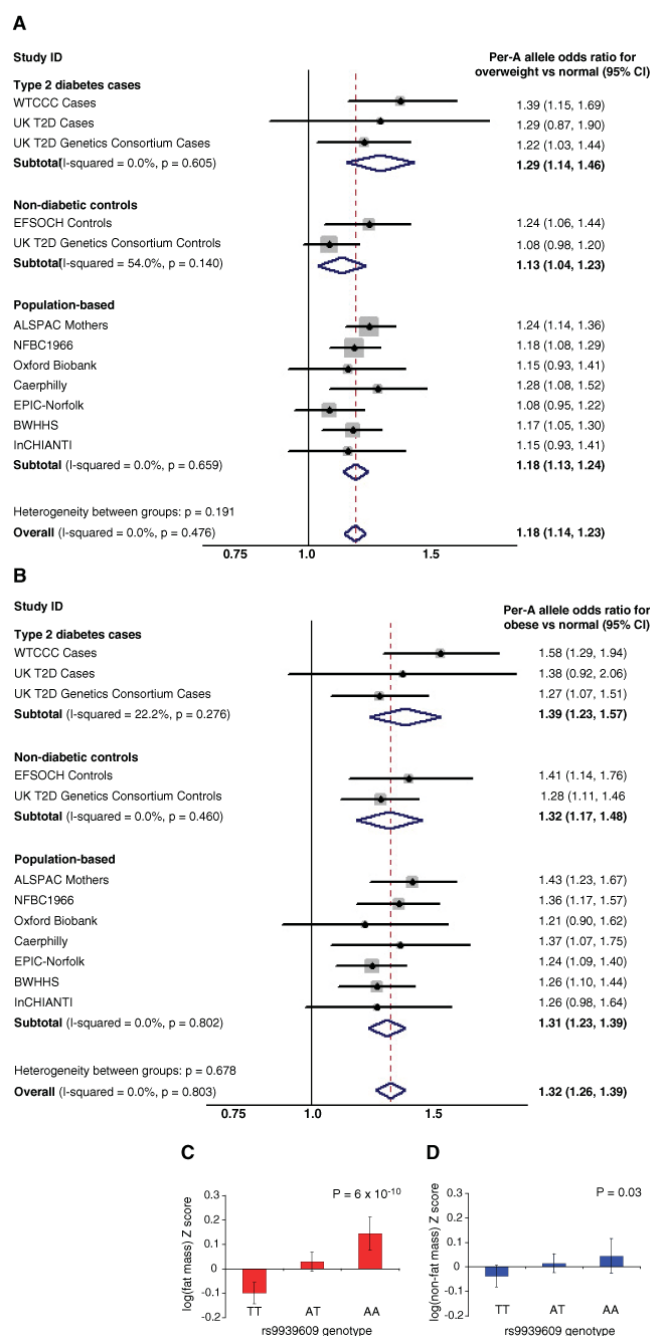 A
Study ID
Per-A allele odds ratio for
overweight vs normal (95% CI)
Type 2 diabetes cases
WTCCC Cases 1.39 (1.15, 1.69)
UK T2D Cases 1.29 (0.87, 1.90)
UK T2D Genetics Consortium Cases 1.22 (1.03, 1.44)
Subtotal(I-squared = 0.0%, p = 0.605) 1.29 (1.14, 1.46)
Non-diabetic controls
EFSOCH Controls 1.24 (1.06, 1.44)
UK T2D Genetics Consortium Controls 1.08 (0.98, 1.20)
Subtotal(I-squared = 54.0%, p = 0.140) 1.13 (1.04, 1.23)
Population-based
ALSPAC Mothers 1.24 (1.14, 1.36)
NFBC1966 1.18 (1.08, 1.29)
Oxford Biobank 1.15 (0.93, 1.41)
Caerphilly 1.28 (1.08, 1.52)
EPIC-Norfolk 1.08 (0.95, 1.22)
BWHHS 1.17 (1.05, 1.30)
InCHIANTI 1.15 (0.93, 1.41)
Subtotal (I-squared = 0.0%, p = 0.659) 1.18 (1.13, 1.24)
Heterogeneity between groups: p = 0.191
Overall (I-squared = 0.0%, p = 0.476) 1.18 (1.14, 1.23)
0.75 1.0 1.5
B
Study ID
Per-A allele odds ratio for
obese vs normal (95% CI)
Type 2 diabetes cases
WTCCC Cases 1.58 (1.29, 1.94)
UK T2D Cases 1.38 (0.92, 2.06)
UK T2D Genetics Consortium Cases 1.27 (1.07, 1.51)
Subtotal (I-squared = 22.2%, p = 0.276) 1.39 (1.23, 1.57)
Non-diabetic controls
EFSOCH Controls 1.41 (1.14, 1.76)
UK T2D Genetics Consortium Controls 1.28 (1.11, 1.46
Subtotal (I-squared = 0.0%, p = 0.460) 1.32 (1.17, 1.48)
Population-based
ALSPAC Mothers 1.43 (1.23, 1.67)
NFBC1966 1.36 (1.17, 1.57)
Oxford Biobank 1.21 (0.90, 1.62)
Caerphilly 1.37 (1.07, 1.75)
EPIC-Norfolk 1.24 (1.09, 1.40)
BWHHS 1.26 (1.10, 1.44)
InCHIANTI 1.26 (0.98, 1.64)
Subtotal (I-squared = 0.0%, p = 0.802) 1.31 (1.23, 1.39)
Heterogeneity between groups: p = 0.678
Overall (I-squared = 0.0%, p = 0.803) 1.32 (1.26, 1.39)
0.75 1.0 1.5
C
log(fat mass) Z score
0.3
0.2
0.1
0
-0.1
-0.2
P = 6 x 10-10
TT AT AA
rs9939609 genotype
D
log(non-fat mass) Z score
0.3
0.2
0.1
0
-0.1
-0.2
P = 0.03
TT AT AA
rs9939609 genotype